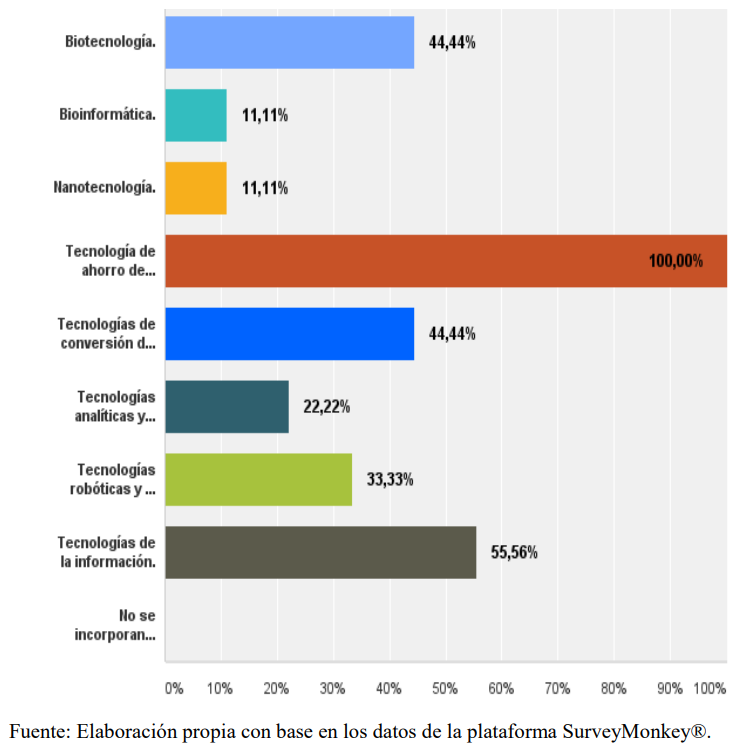 Biotecnología.
44,44%
Bioinformática.
11,11%
Nanotecnología.
11,11%
Tecnología de
ahorro de...
100,00%
Tecnologías de
conversión d...
44,44%
Tecnologías
analíticas y...
22,22%
Tecnologías
robóticas y ...
33,33%
Tecnologías de
la información.
55,56%
No se
incorporan...
0% 10% 20% 30% 40% 50% 60% 70% 80% 90% 100%
Fuente: Elaboración propia con base en los datos de la plataforma SurveyMonkey®.